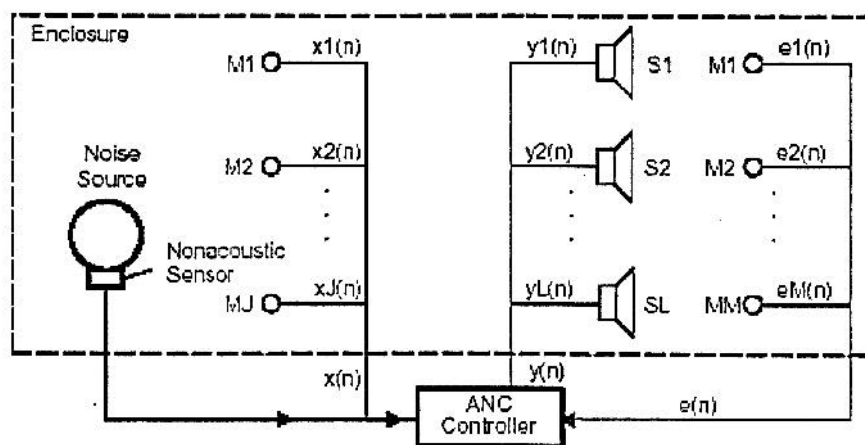 Enclosure
x1(n)
y1(n)
e1(n)
M1
S1
M1
Noise
Source
x2(n)
y2(n)
e2(n)
M2
S2
M2
Nonacoustic
Sensor
xJ(n)
yL(n)
eM(n)
MJ
SL
MM
x(n)
y(n)
ANC
Controller
e(n)